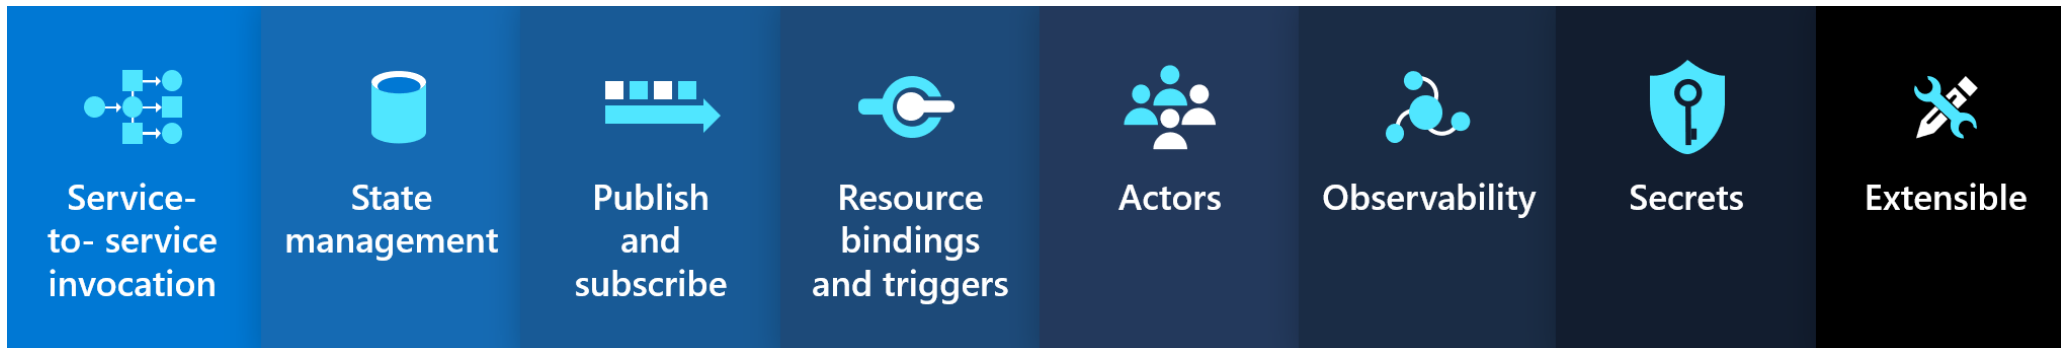 Service-
to- service
invocation
State
management
Publish
and
subscribe
Resource
bindings
and triggers
Actors
Observability
Secrets
Extensible